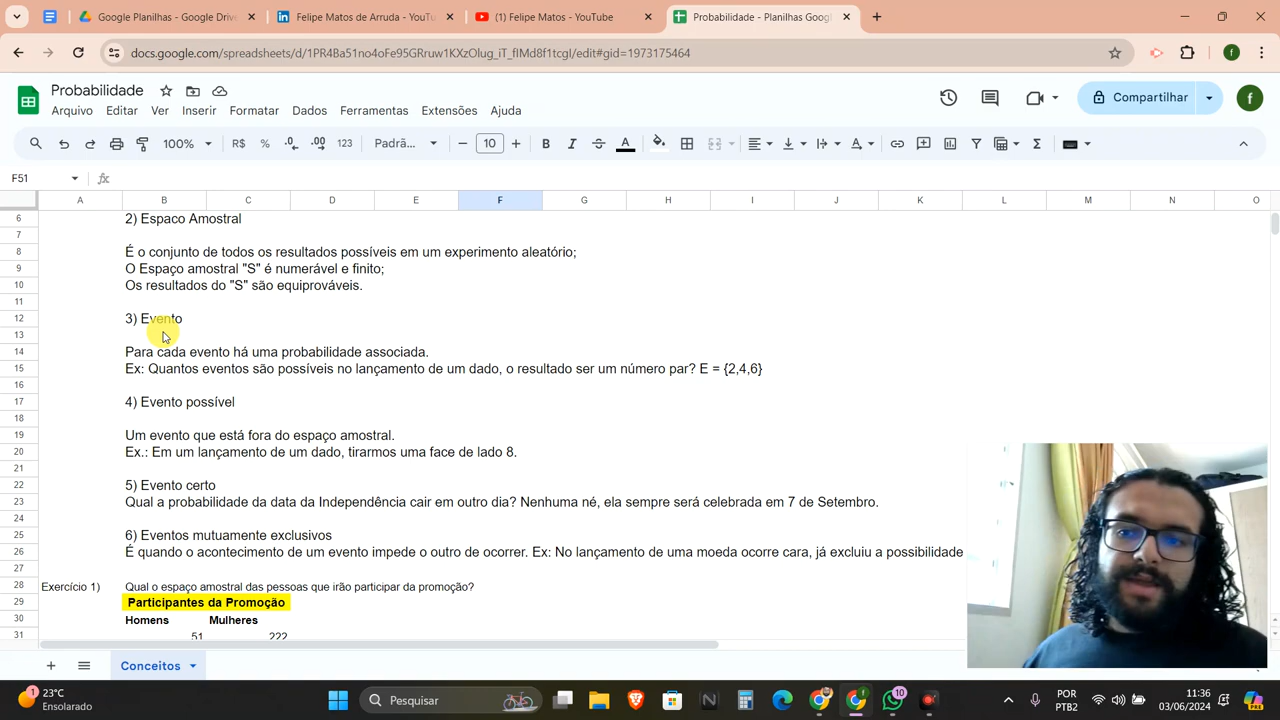 Google Planilhas - Google Drive
Felipe Matos de Arruda - YouTu
(1) Felipe Matos - YouTube
Probabilidade - Planilhas Goog
docs.google.com/spreadsheets/d/1PR4Ba51no4oFe95GRruw1KXzOlug_iT_fIMd8f1tcgI/edit#gid=1973175464
Probabilidade
Arquivo Editar Ver Inserir Formatar Dados Ferramentas Extensões Ajuda
Compartilhar
100% R$ % .0 .00 123 Padrã... 10 B I S A
F51
fx
A B C D E F G H I J K L M N O
6 2) Espaco Amostral
7
8 É o conjunto de todos os resultados possíveis em um experimento aleatório;
9 O Espaço amostral "S" é numerável e finito;
10 Os resultados do "S" são equiprováveis.
11
12 3) Evento
13
14 Para cada evento há uma probabilidade associada.
15 Ex: Quantos eventos são possíveis no lançamento de um dado, o resultado ser um número par? E = {2,4,6}
16
17 4) Evento possível
18
19 Um evento que está fora do espaço amostral.
20 Ex.: Em um lançamento de um dado, tirarmos uma face de lado 8.
21
22 5) Evento certo
23 Qual a probabilidade da data da Independência cair em outro dia? Nenhuma né, ela sempre será celebrada em 7 de Setembro.
24
25 6) Eventos mutuamente exclusivos
26 É quando o acontecimento de um evento impede o outro de ocorrer. Ex: No lançamento de uma moeda ocorre cara, já excluiu a possibilidade
27
28 Exercício 1) Qual o espaço amostral das pessoas que irão participar da promoção?
29 Participantes da Promoção
30 Homens Mulheres
31 51 222
Conceitos
23°C
Ensolarado
Pesquisar
10
POR
PTB2
11:36
03/06/2024